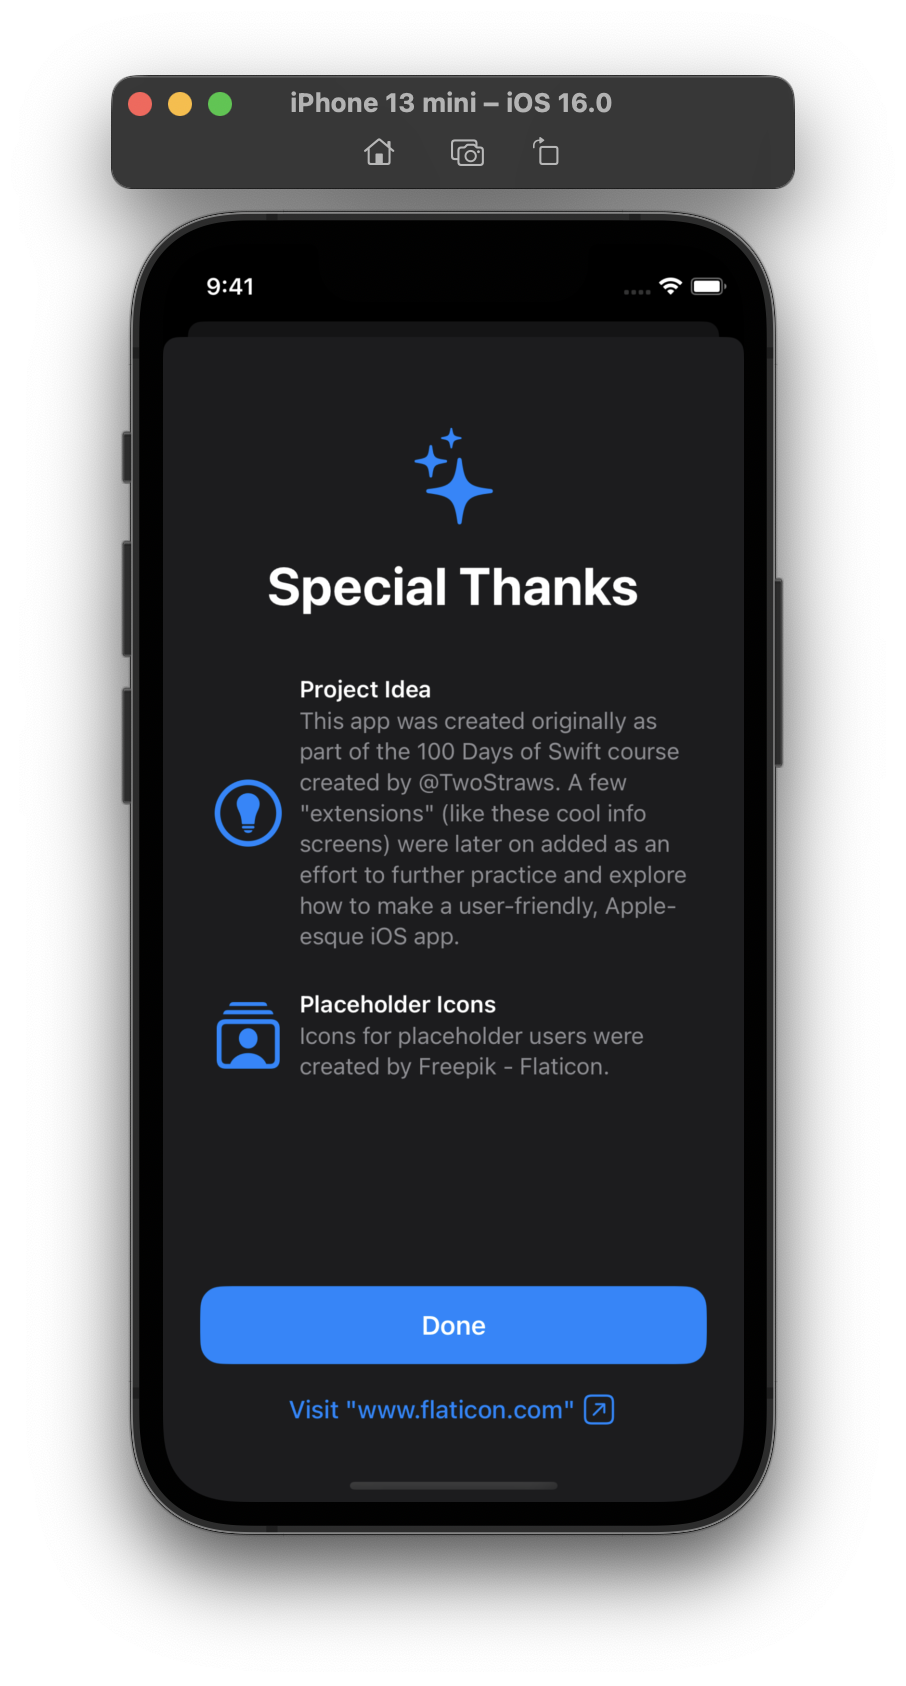 iPhone 13 mini – iOS 16.0
9:41
Special Thanks
Project Idea
This app was created originally as
part of the 100 Days of Swift course
created by @TwoStraws. A few
"extensions" (like these cool info
screens) were later on added as an
effort to further practice and explore
how to make a user-friendly, Apple-
esque iOS app.
Placeholder Icons
Icons for placeholder users were
created by Freepik - Flaticon.
Done
Visit "www.flaticon.com"